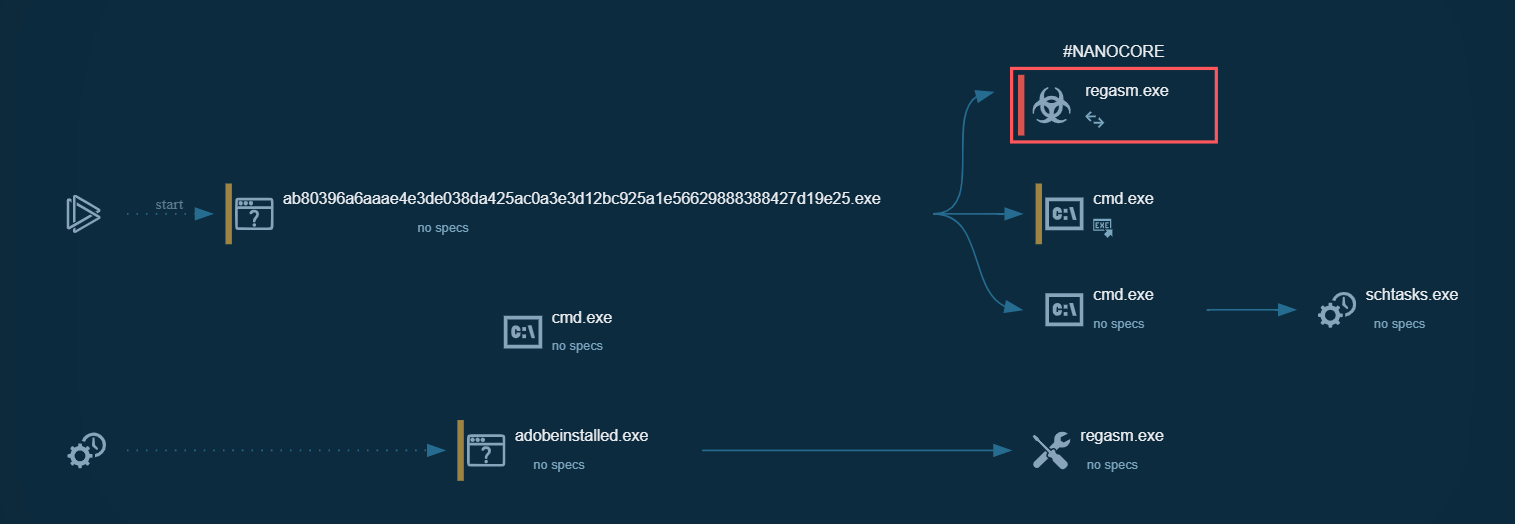 #NANOCORE
regasm.exe
start
ab80396a6aaae4e3de038da425ac0a3e3d12bc925a1e56629888388427d19e25.exe
no specs
C:\
cmd.exe
EXE
C:\
cmd.exe
no specs
schtasks.exe
no specs
C:\
cmd.exe
no specs
adobeinstalled.exe
no specs
regasm.exe
no specs